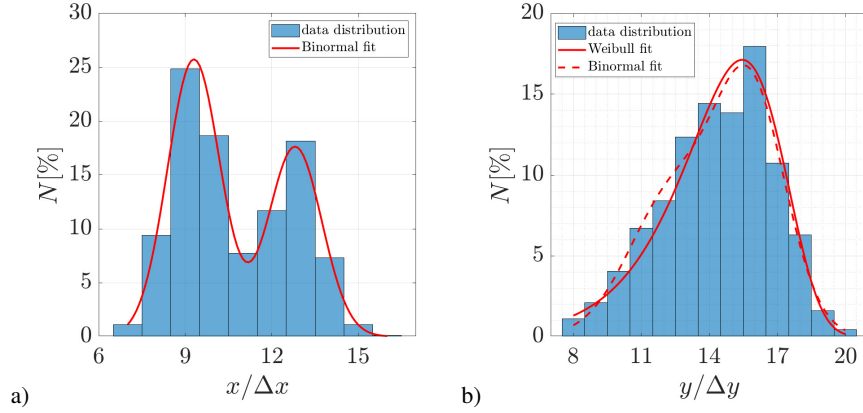 30
25
20
15
10
5
0
6
9
12
15
N[%]
x/Δx
data distribution
Binormal fit
a)
20
15
10
5
0
8
11
14
17
20
N[%]
y/Δy
data distribution
Weibull fit
Binormal fit
b)